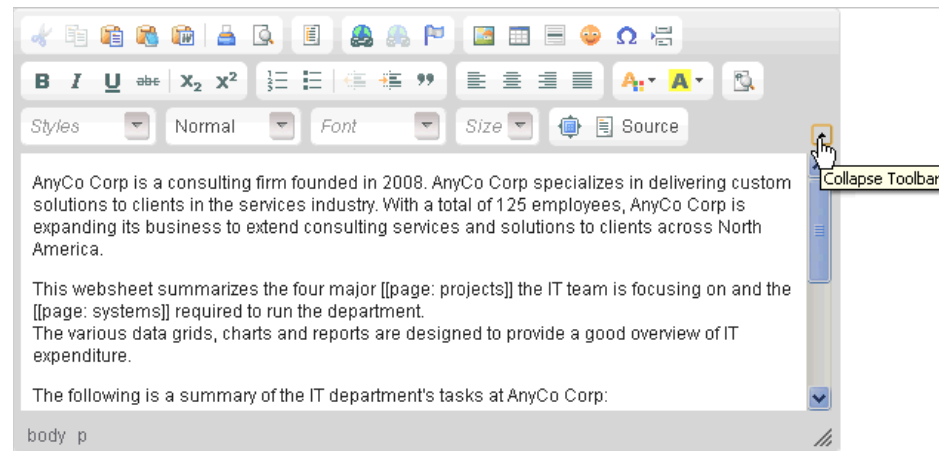 B I U abc X₂ X² A A
Styles Normal Font Size Source
Collapse Toolbar
AnyCo Corp is a consulting firm founded in 2008. AnyCo Corp specializes in delivering custom
solutions to clients in the services industry. With a total of 125 employees, AnyCo Corp is
expanding its business to extend consulting services and solutions to clients across North
America.
This websheet summarizes the four major [[page: projects]] the IT team is focusing on and the
[[page: systems]] required to run the department.
The various data grids, charts and reports are designed to provide a good overview of IT
expenditure.
The following is a summary of the IT department's tasks at AnyCo Corp:
body p